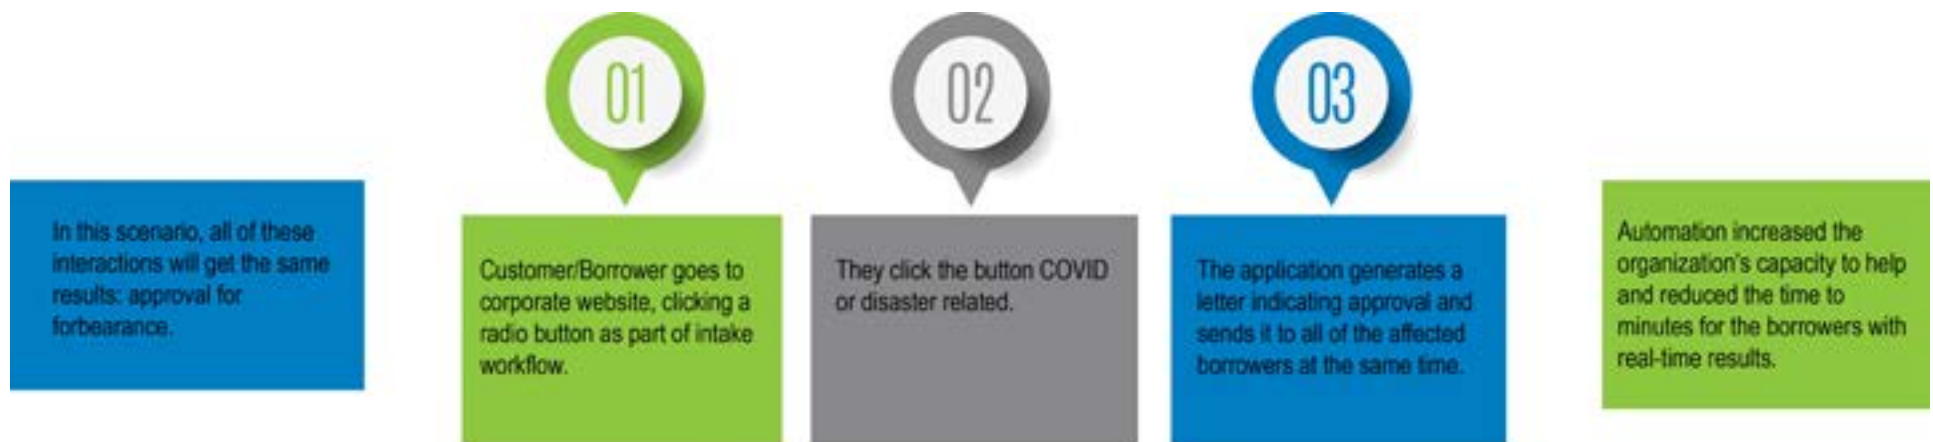 In this scenario, all of these
interactions will get the same
results: approval for
forbearance.
01
Customer/Borrower goes to
corporate website, clicking a
radio button as part of intake
workflow.
02
They click the button COVID
or disaster related.
03
The application generates a
letter indicating approval and
sends it to all of the affected
borrowers at the same time.
Automation increased the
organization's capacity to help
and reduced the time to
minutes for the borrowers with
real-time results.